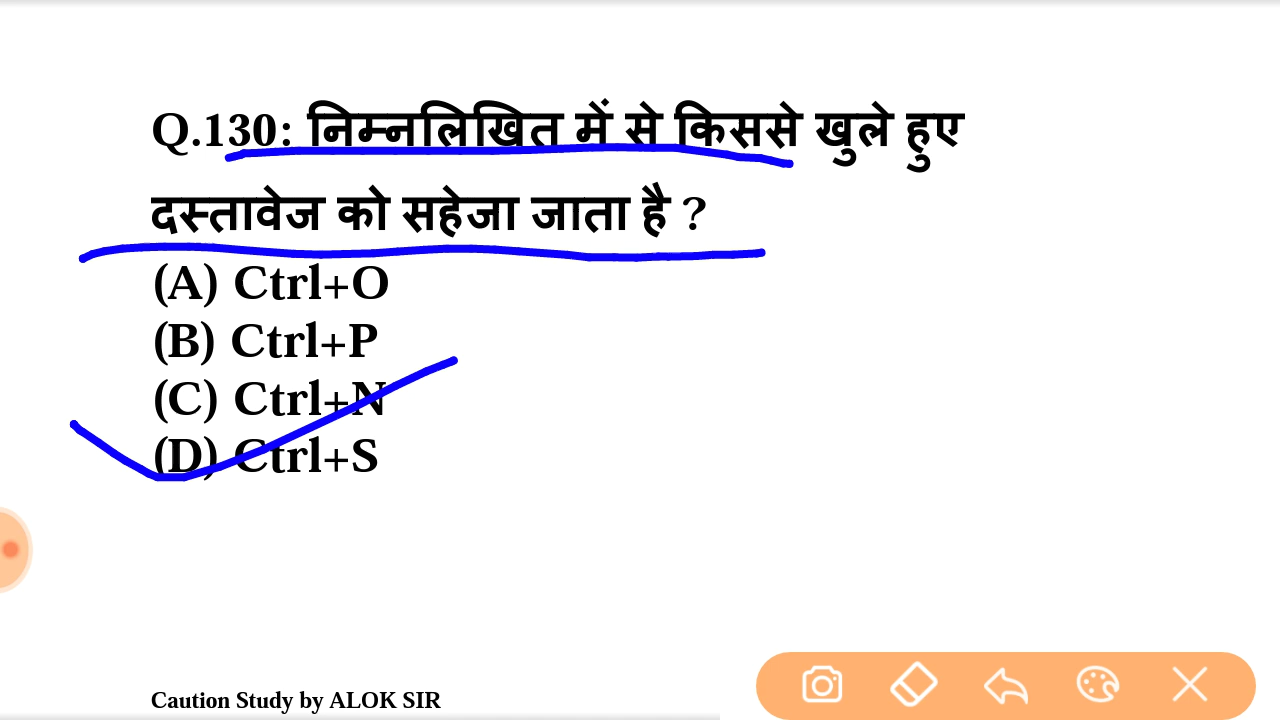 Q.130: निम्नलिखित में से किससे खुले हुए
दस्तावेज को सहेजा जाता है ?
(A) Ctrl+O
(B) Ctrl+P
(C) Ctrl+N
(D) Ctrl+S
Caution Study by ALOK SIR